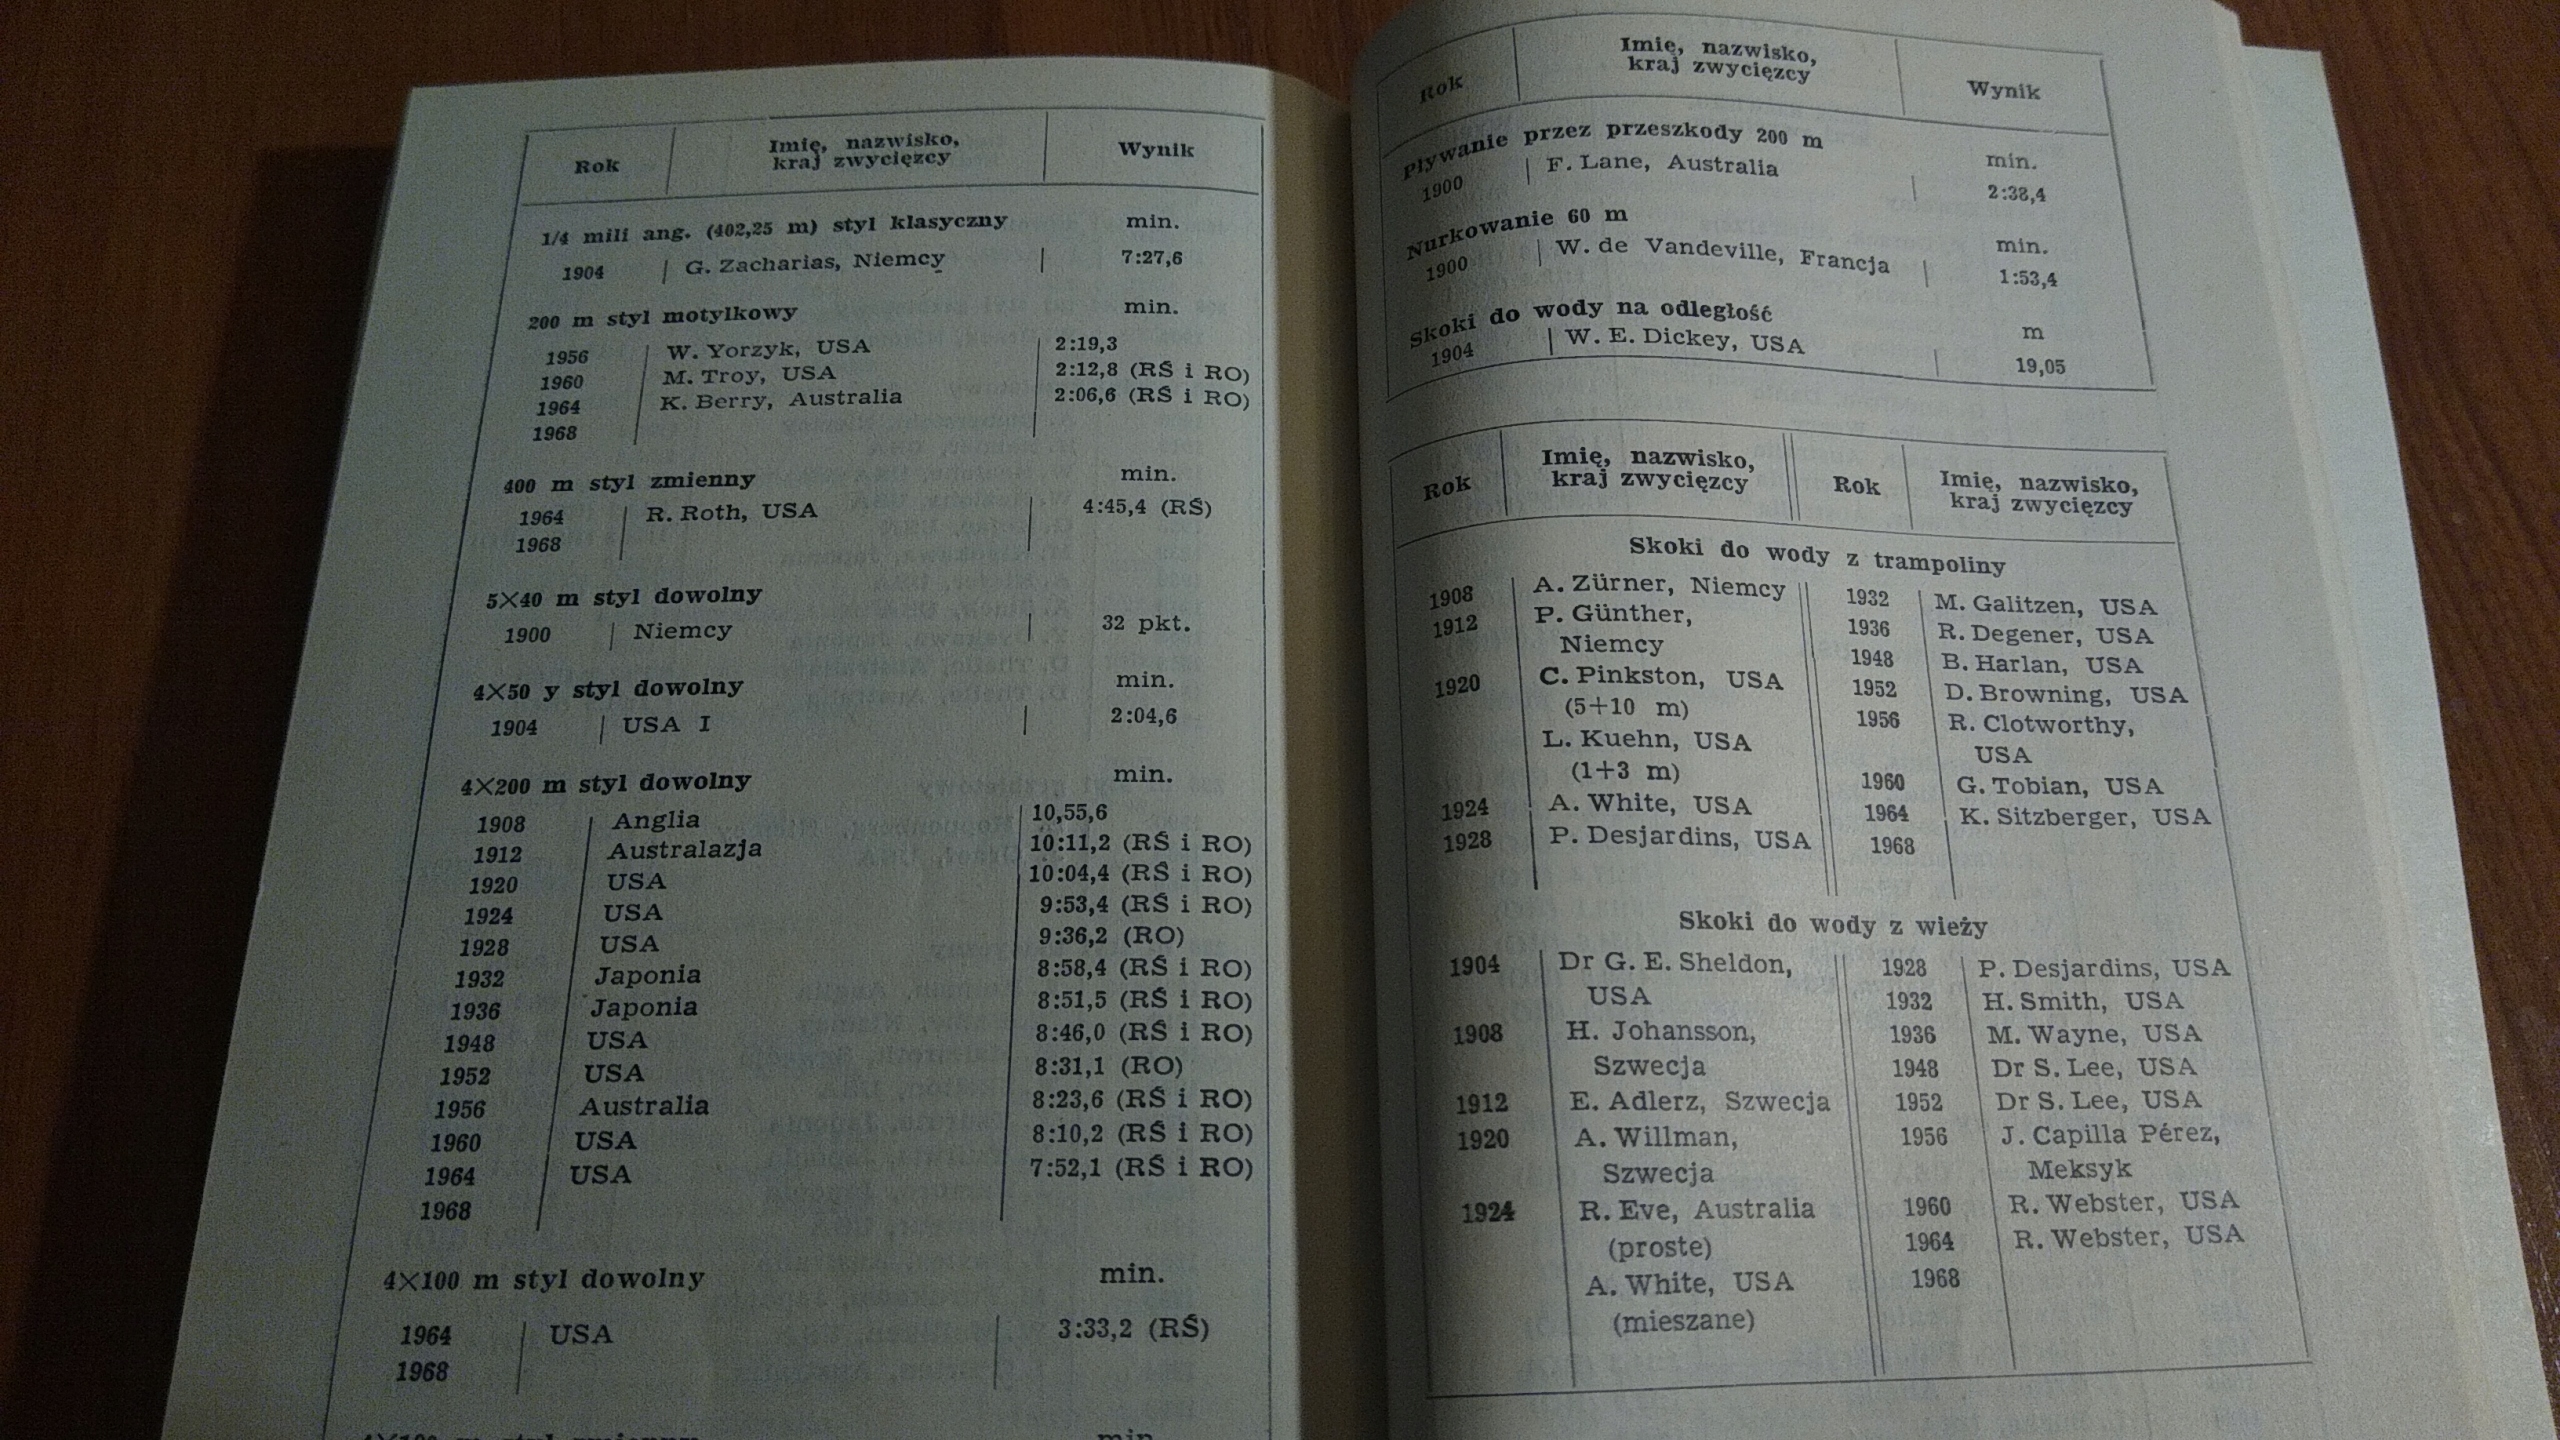 Rok Imię, nazwisko, kraj zwycięzcy Wynik
1/4 mili ang. (402,25 m) styl klasyczny min.
1904 G. Zacharias, Niemcy 7:27,6
200 m styl motylkowy min.
1956 W. Yorzyk, USA 2:19,3
1960 M. Troy, USA 2:12,8 (RŚ i RO)
1964 K. Berry, Australia 2:06,6 (RŚ i RO)
1968
400 m styl zmienny min.
1964 R. Roth, USA 4:45,4 (RŚ)
1968
5×40 m styl dowolny
1900 Niemcy 32 pkt.
4×50 y styl dowolny min.
1904 USA I 2:04,6
4×200 m styl dowolny min.
1908 Anglia 10,55,6
1912 Australazja 10:11,2 (RŚ i RO)
1920 USA 10:04,4 (RŚ i RO)
1924 USA 9:53,4 (RŚ i RO)
1928 USA 9:36,2 (RO)
1932 Japonia 8:58,4 (RŚ i RO)
1936 Japonia 8:51,5 (RŚ i RO)
1948 USA 8:46,0 (RŚ i RO)
1952 USA 8:31,1 (RO)
1956 Australia 8:23,6 (RŚ i RO)
1960 USA 8:10,2 (RŚ i RO)
1964 USA 7:52,1 (RŚ i RO)
1968
4×100 m styl dowolny min.
1964 USA 3:33,2 (RŚ)
1968
Rok Imię, nazwisko, kraj zwycięzcy Wynik
Pływanie przez przeszkody 200 m min.
1900 F. Lane, Australia 2:38,4
Nurkowanie 60 m min.
1900 W. de Vandeville, Francja 1:53,4
Skoki do wody na odległość m
1904 W. E. Dickey, USA 19,05
Rok Imię, nazwisko, kraj zwycięzcy Rok Imię, nazwisko, kraj zwycięzcy
Skoki do wody z trampoliny
1908 A. Zürner, Niemcy
1912 P. Günther,
Niemcy
1920 C. Pinkston, USA
(5+10 m)
L. Kuehn, USA
(1+3 m)
1924 A. White, USA
1928 P. Desjardins, USA
1932 M. Galitzen, USA
1936 R. Degener, USA
1948 B. Harlan, USA
1952 D. Browning, USA
1956 R. Clotworthy,
USA
1960 G. Tobian, USA
1964 K. Sitzberger, USA
1968
Skoki do wody z wieży
1904 Dr G. E. Sheldon,
USA
1908 H. Johansson,
Szwecja
1912 E. Adlerz, Szwecja
1920 A. Willman,
Szwecja
1924 R. Eve, Australia
(proste)
A. White, USA
(mieszane)
1928 P. Desjardins, USA
1932 H. Smith, USA
1936 M. Wayne, USA
1948 Dr S. Lee, USA
1952 Dr S. Lee, USA
1956 J. Capilla Pérez,
Meksyk
1960 R. Webster, USA
1964 R. Webster, USA
1968